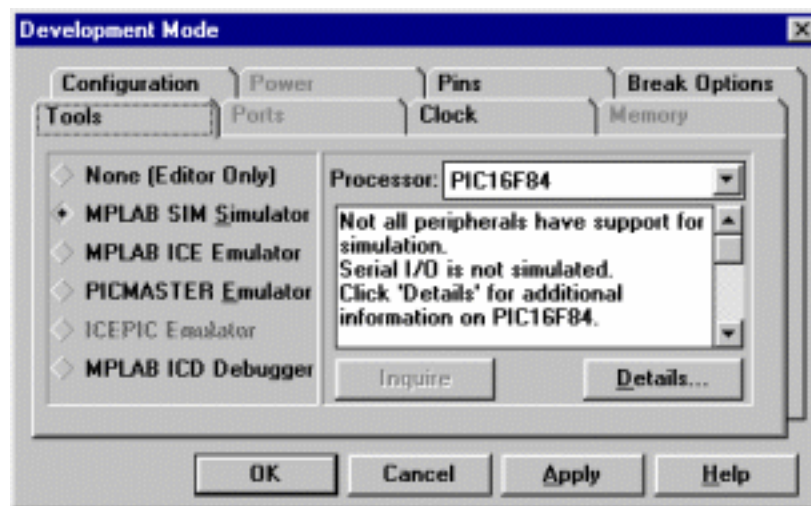 Development Mode
Configuration Power Pins Break Options
Tools Ports Clock Memory
None (Editor Only)
MPLAB SIM Simulator
MPLAB ICE Emulator
PICMASTER Emulator
ICEPIC Emulator
MPLAB ICD Debugger
Processor: PIC16F84
Not all peripherals have support for
simulation.
Serial I/O is not simulated.
Click 'Details' for additional
information on PIC16F84.
Inquire Details...
OK Cancel Apply Help